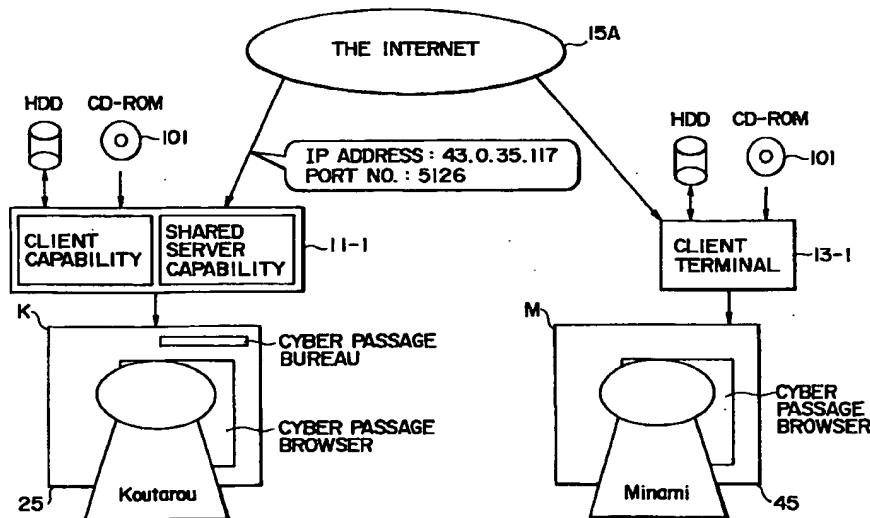 THE INTERNET
15A
HDD
CD-ROM
101
IP ADDRESS : 43.0.35.117
PORT NO. : 5126
HDD
CD-ROM
101
CLIENT
CAPABILITY
SHARED
SERVER
CAPABILITY
11-1
CLIENT
TERMINAL
13-1
K
CYBER PASSAGE
BUREAU
CYBER PASSAGE
BROWSER
25
Koutarou
M
CYBER
PASSAGE
BROWSER
Minami
45